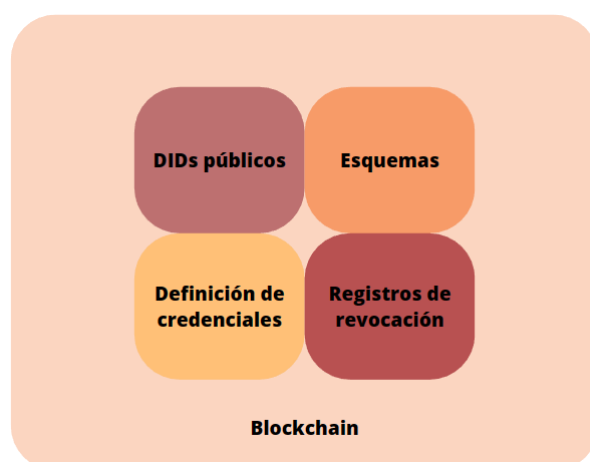 DIDs públicos
Esquemas
Definición de
credenciales
Registros de
revocación
Blockchain